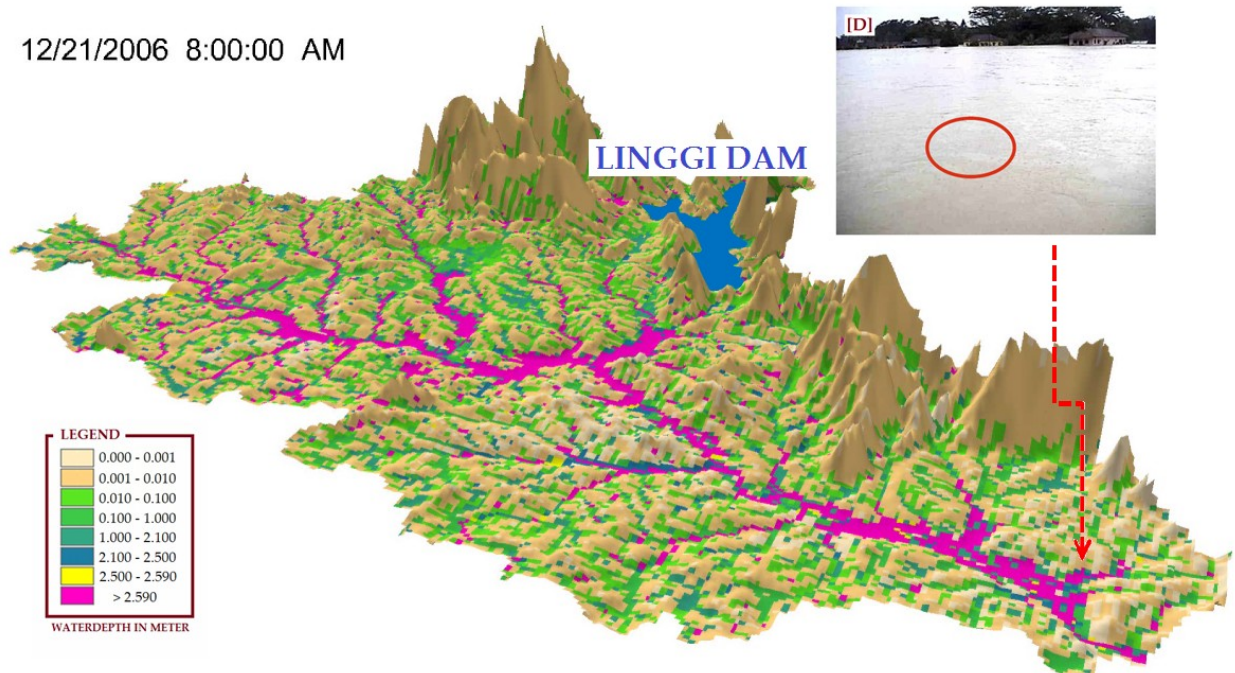 12/21/2006 8:00:00 AM
[D]
LINGGI DAM
LEGEND
0.000 - 0.001
0.001 - 0.010
0.010 - 0.100
0.100 - 1.000
1.000 - 2.100
2.100 - 2.500
2.500 - 2.590
> 2.590
WATERDEPTH IN METER